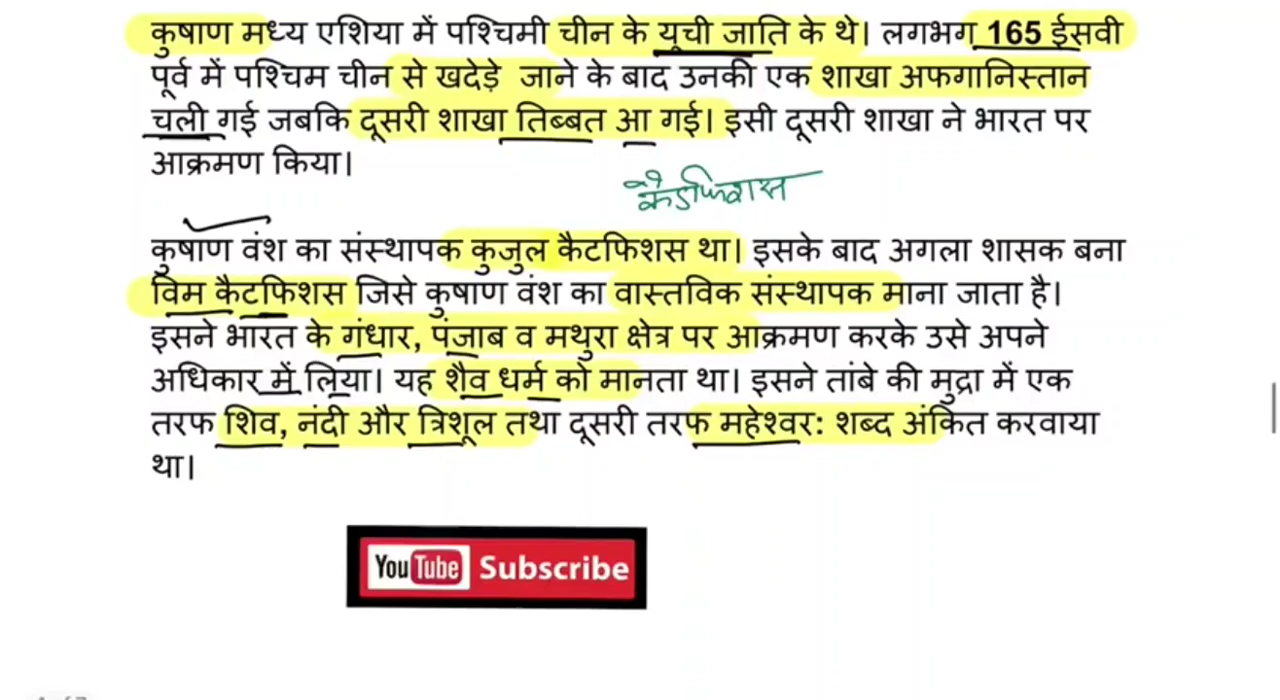 कुषाण मध्य एशिया में पश्चिमी चीन के यूची जाति के थे। लगभग 165 ईसवी
पूर्व में पश्चिम चीन से खदेड़े जाने के बाद उनकी एक शाखा अफगानिस्तान
चली गई जबकि दूसरी शाखा तिब्बत आ गई। इसी दूसरी शाखा ने भारत पर
आक्रमण किया।
कुषाण वंश का संस्थापक कुजुल कैटफिशस था। इसके बाद अगला शासक बना
विम कैटफिशस जिसे कुषाण वंश का वास्तविक संस्थापक माना जाता है।
इसने भारत के गंधार, पंजाब व मथुरा क्षेत्र पर आक्रमण करके उसे अपने
अधिकार में लिया। यह शैव धर्म को मानता था। इसने तांबे की मुद्रा में एक
तरफ शिव, नंदी और त्रिशूल तथा दूसरी तरफ महेश्वर: शब्द अंकित करवाया
था।
YouTube Subscribe